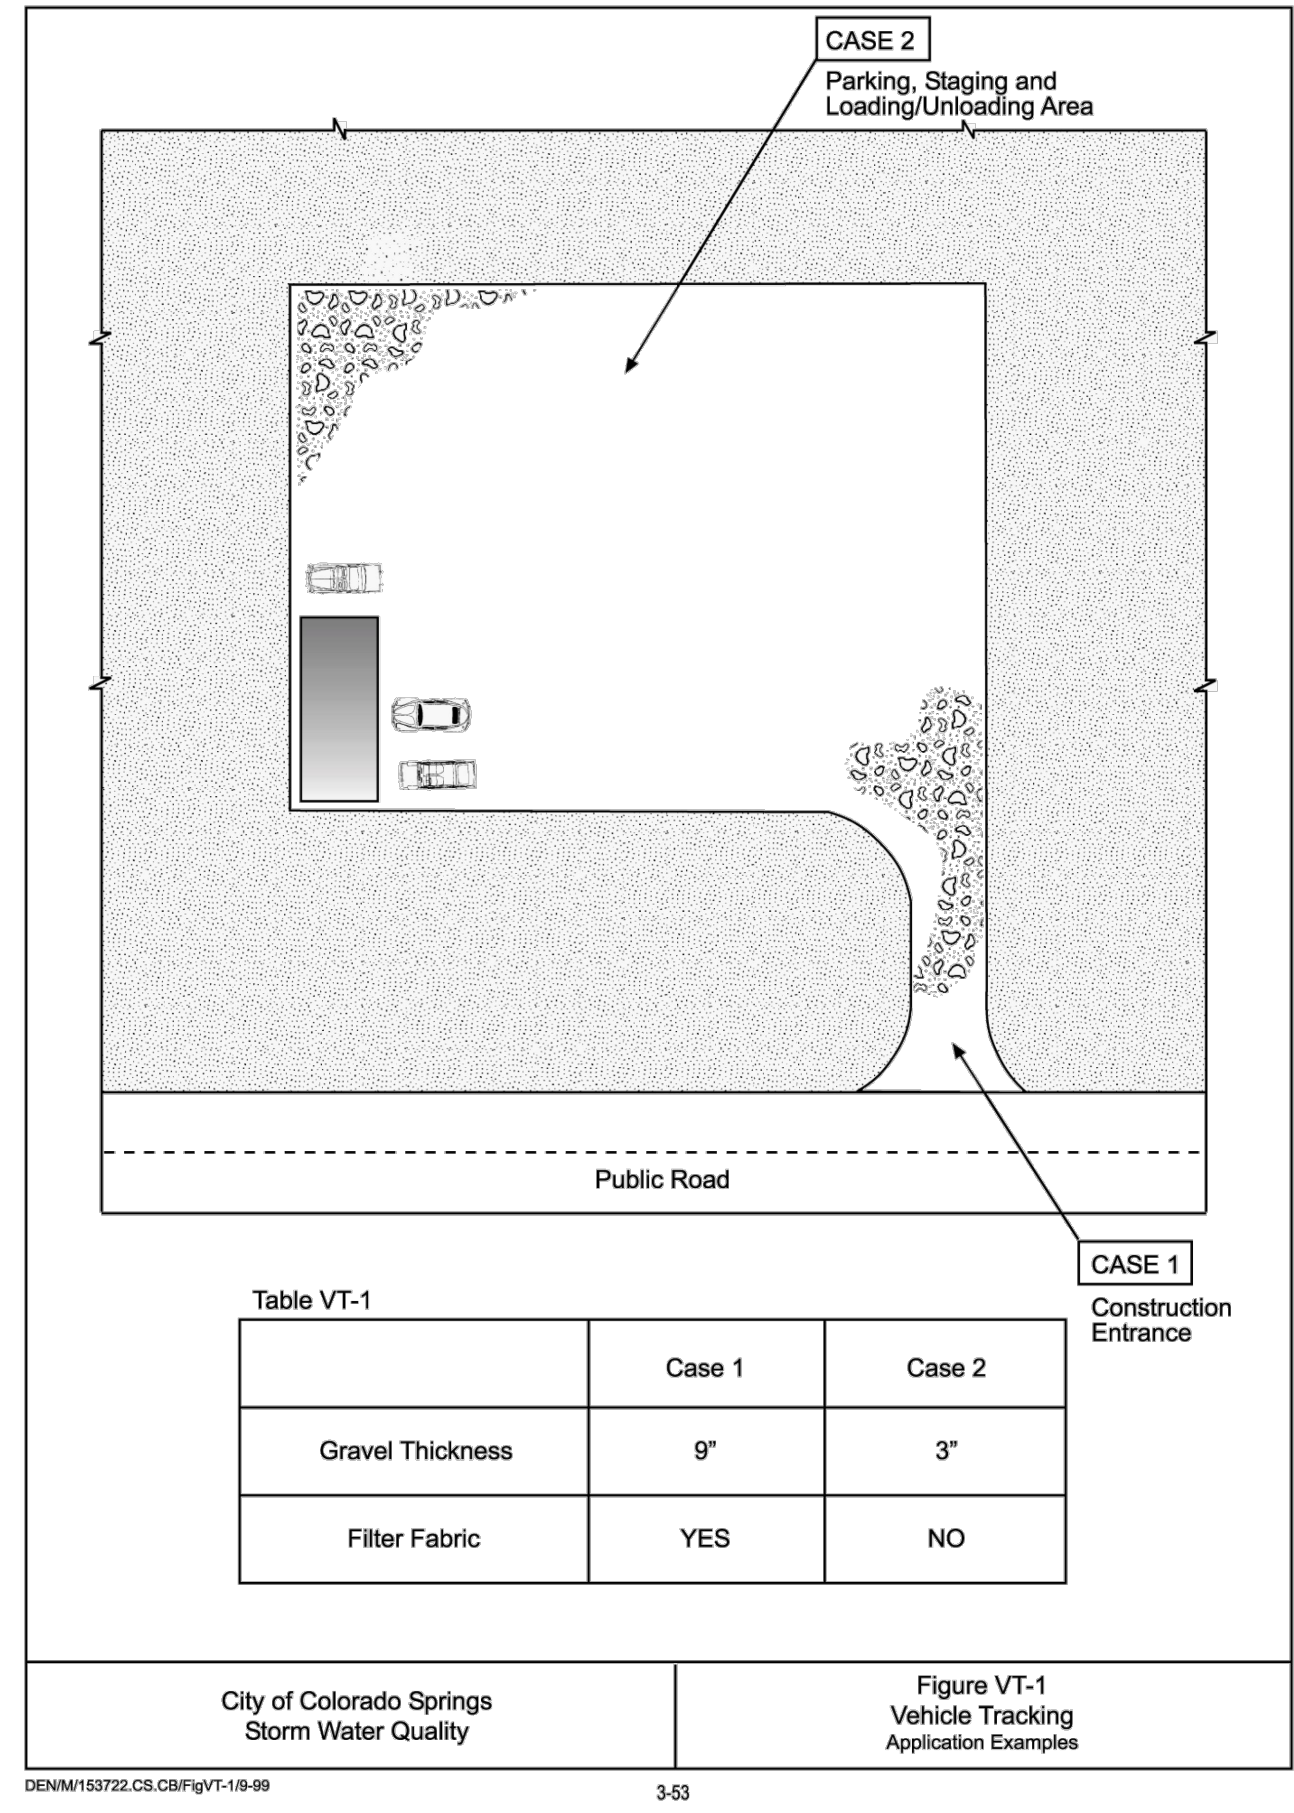 CASE 2
Parking, Staging and
Loading/Unloading Area
Public Road
CASE 1
Construction
Entrance
Table VT-1
Case 1 Case 2
Gravel Thickness 9” 3”
Filter Fabric YES NO
City of Colorado Springs
Storm Water Quality
Figure VT-1
Vehicle Tracking
Application Examples
DEN/M/153722.CS.CB/FigVT-1/9-99
3-53